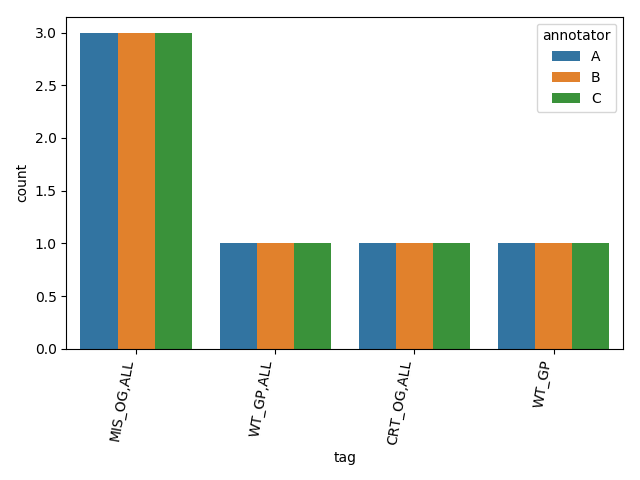 annotator
A
B
C
3.0
2.5
2.0
1.5
1.0
0.5
0.0
count
MIS_OG,ALL
WT_GP,ALL
CRT_OG,ALL
WT_GP
tag